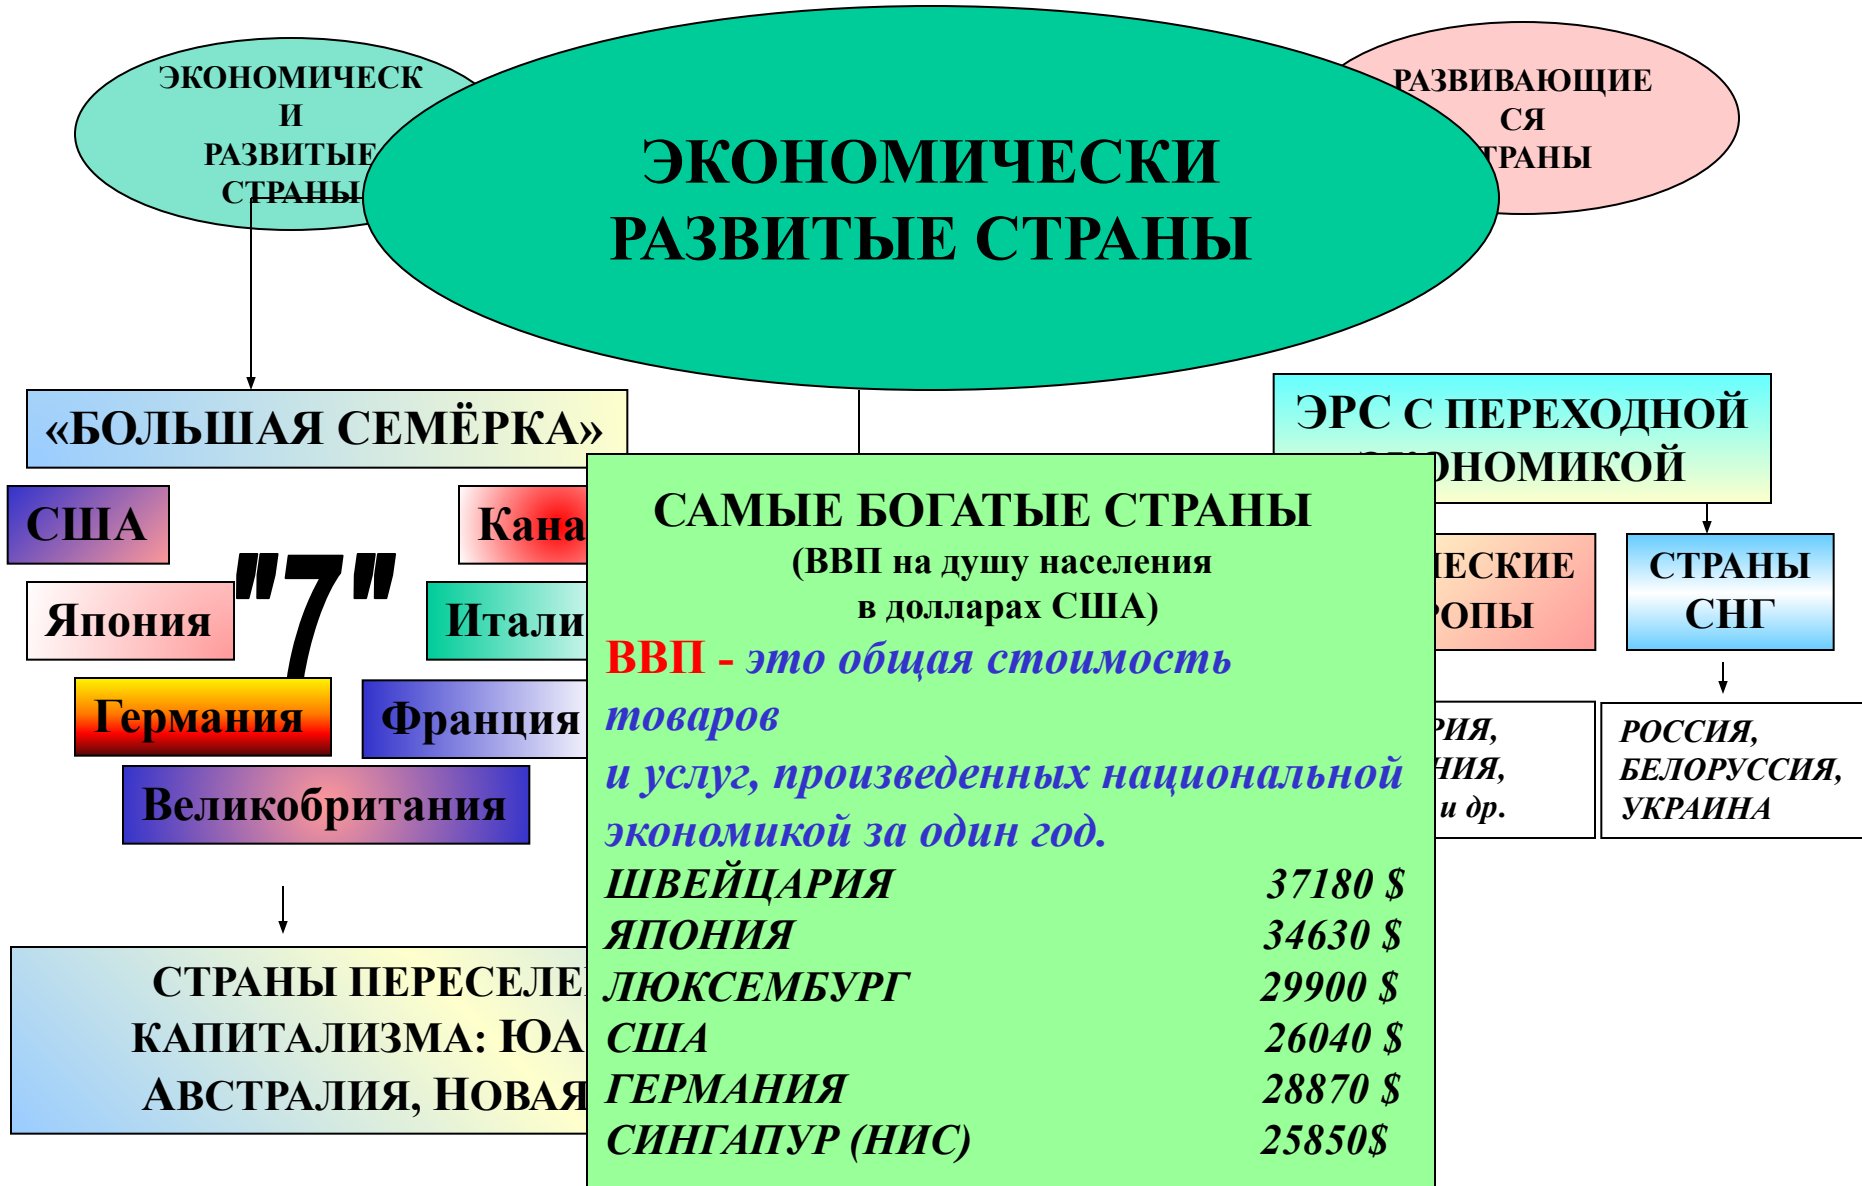 ЭКОНОМИЧЕСК
И
РАЗВИТЫЕ
СТРАНЫ
ЭКОНОМИЧЕСКИ
РАЗВИТЫЕ СТРАНЫ
РАЗВИВАЮЩИЕ
СЯ
ТРАНЫ
«БОЛЬШАЯ СЕМЁРКА»
США
Кана
"7"
Япония
Итали
Германия
Франция
Великобритания
СТРАНЫ ПЕРЕСЕЛЕ
КАПИТАЛИЗМА: ЮА
АВСТРАЛИЯ, НОВАЯ
САМЫЕ БОГАТЫЕ СТРАНЫ
(ВВП на душу населения
в долларах США)
ВВП - это общая стоимость
товаров
и услуг, произведенных национальной
экономикой за один год.
ШВЕЙЦАРИЯ 37180 $
ЯПОНИЯ 34630 $
ЛЮКСЕМБУРГ 29900 $
США 26040 $
ГЕРМАНИЯ 28870 $
СИНГАПУР (НИС) 25850$
ЭРС С ПЕРЕХОДНОЙ
ЭКОНОМИКОЙ
ЕСКИЕ
РОПЫ
СТРАНЫ
СНГ
РИЯ,
НИЯ,
и др.
РОССИЯ,
БЕЛОРУССИЯ,
УКРАИНА